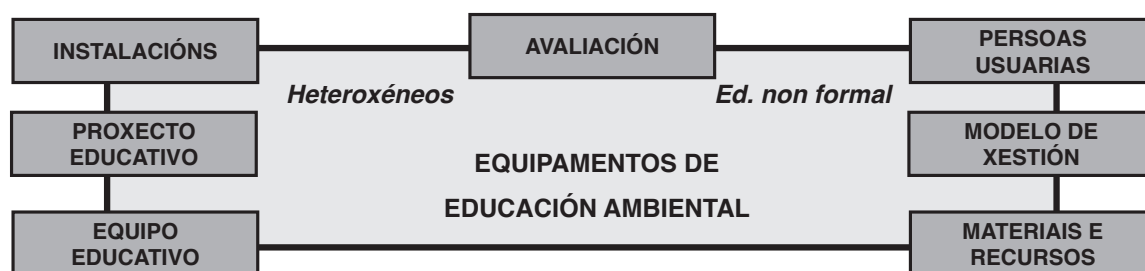 INSTALACIÓNS
AVALIACIÓN
PERSOAS
USUARIAS
Heteroxéneos
Ed. non formal
PROXECTO
EDUCATIVO
MODELO DE
XESTIÓN
EQUIPAMENTOS DE
EDUCACIÓN AMBIENTAL
EQUIPO
EDUCATIVO
MATERIAIS E
RECURSOS